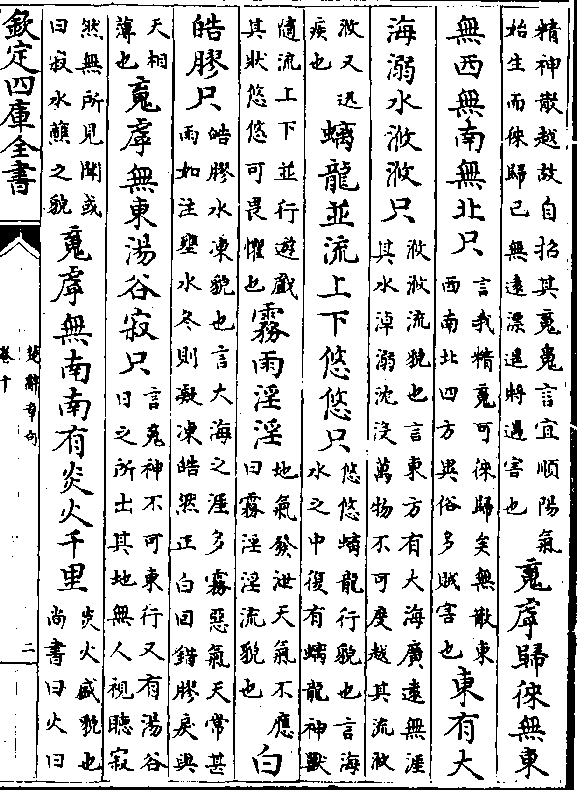 精神散越故自招其䰟䰟言宜順陽氣
始生而徠歸己無遠漂遥將遇害也
䰟虖歸徠無東
無西無南無北只
言我精䰟可徠歸矣無散東
西南北四方異俗多賊害也
東有大
海溺水浟浟只
浟浟流貌也言東方有大海廣遠無涯
其水淖溺沈没萬物不可度越其流浟
浟又迅
疾也
螭龍並流上下悠悠只
悠悠螭龍行貌也言海
水之中復有螭龍神獸
隨流上下並行遊戲
其狀悠悠可畏懼也
霧雨淫淫
地氣發泄天氣不應
曰霧淫淫流貌也
白
皓膠只
皓膠水凍貌也言大海之涯多霧惡氣天常甚
雨如注壅水冬則凝凍皓然正白回錯膠戾與
天相
薄也
䰟虖無東湯谷寂只
言䰟神不可東行又有湯谷
日之所出其地無人視聽寂
然無所見聞或
曰寂水蘸之貌
䰟虖無南南有炎火千里
炎火盛貌也
尚書曰火曰
欽定四庫全書
楚辭章句
卷十
二